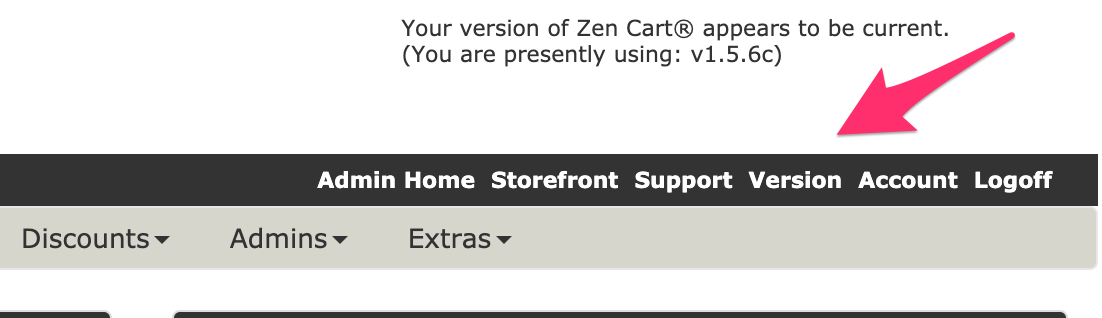 Your version of Zen Cart® appears to be current.
(You are presently using: v1.5.6c)
Admin Home Storefront Support Version Account Logoff
Discounts Admins Extras